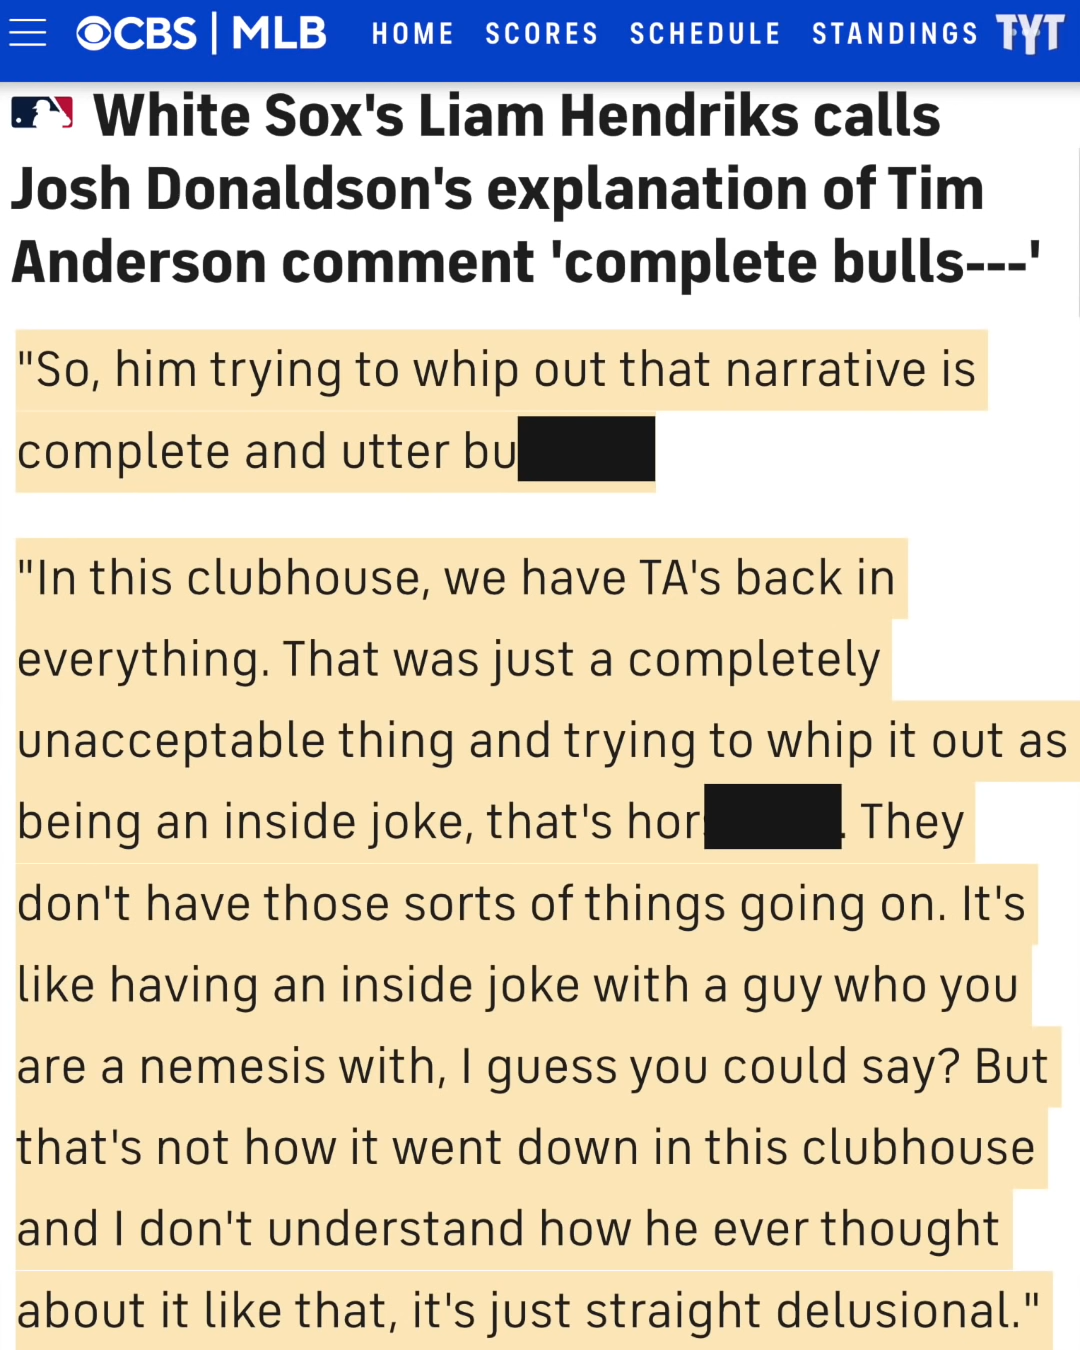 CBS | MLB HOME SCORES SCHEDULE STANDINGS TYT
White Sox's Liam Hendriks calls
Josh Donaldson's explanation of Tim
Anderson comment 'complete bulls---'
"So, him trying to whip out that narrative is
complete and utter bu
"In this clubhouse, we have TA's back in
everything. That was just a completely
unacceptable thing and trying to whip it out as
being an inside joke, that's hors . They
don't have those sorts of things going on. It's
like having an inside joke with a guy who you
are a nemesis with, I guess you could say? But
that's not how it went down in this clubhouse
and I don't understand how he ever thought
about it like that, it's just straight delusional."